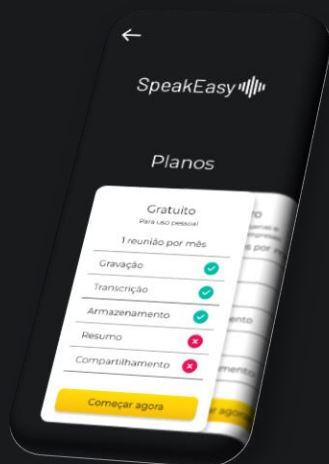 SpeakEasy
Planos
Gratuito
Para uso pessoal
1 reunião por mês
Gravação
Transcrição
Armazenamento
Resumo
Compartilhamento
Começar agora